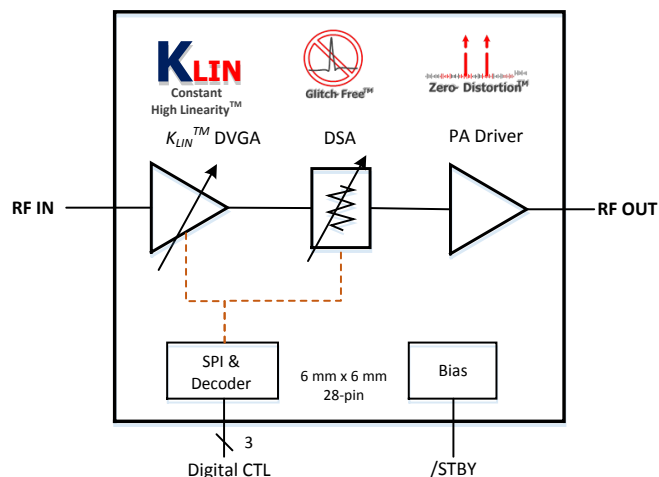 KLIN
Constant
High Linearity™
Glitch-Free™
Zero- Distortion™
KLIN™ DVGA
DSA
PA Driver
RF IN
RF OUT
SPI &
Decoder
6 mm x 6 mm
28-pin
Bias
3
Digital CTL
/STBY